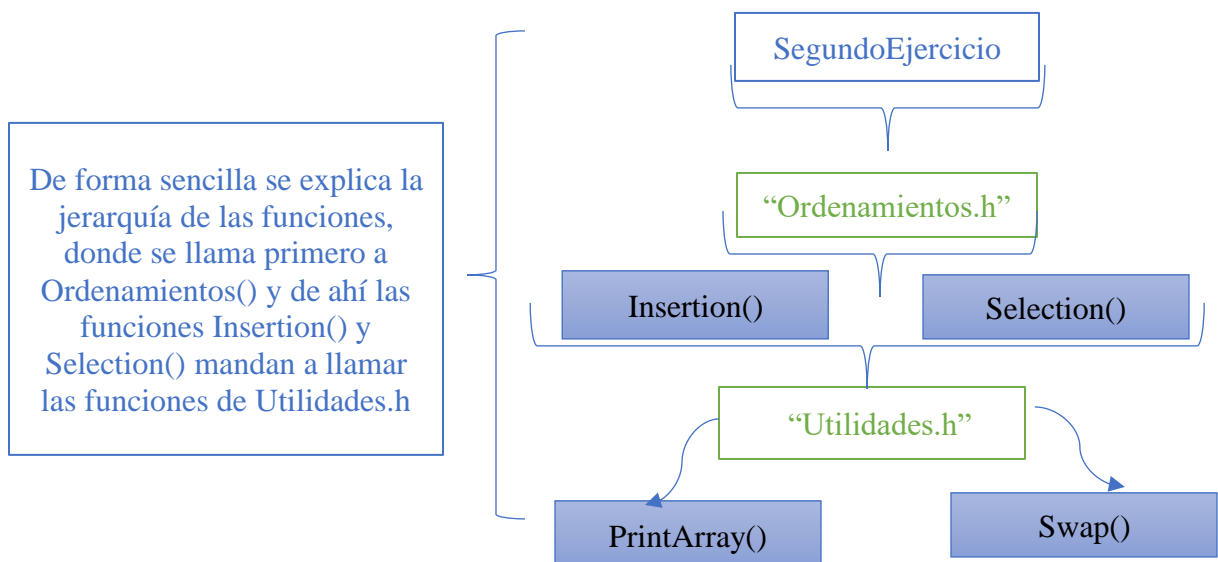 SegundoEjercicio
De forma sencilla se explica la
jerarquía de las funciones,
donde se llama primero a
Ordenamientos() y de ahí las
funciones Insertion() y
Selection() mandan a llamar
las funciones de Utilidades.h
“Ordenamientos.h”
Insertion()
Selection()
“Utilidades.h”
PrintArray()
Swap()